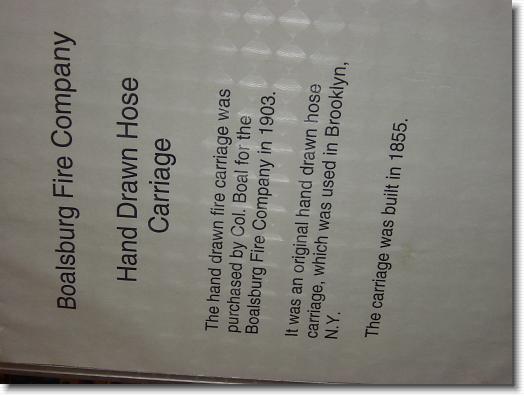 Boalsburg Fire Company
Hand Drawn Hose
Carriage
The hand drawn fire carriage was
purchased by Col. Boal for the
Boalsburg Fire Company in 1903.
It was an original hand drawn hose
carriage, which was used in Brooklyn,
N.Y.
The carriage was built in 1855.